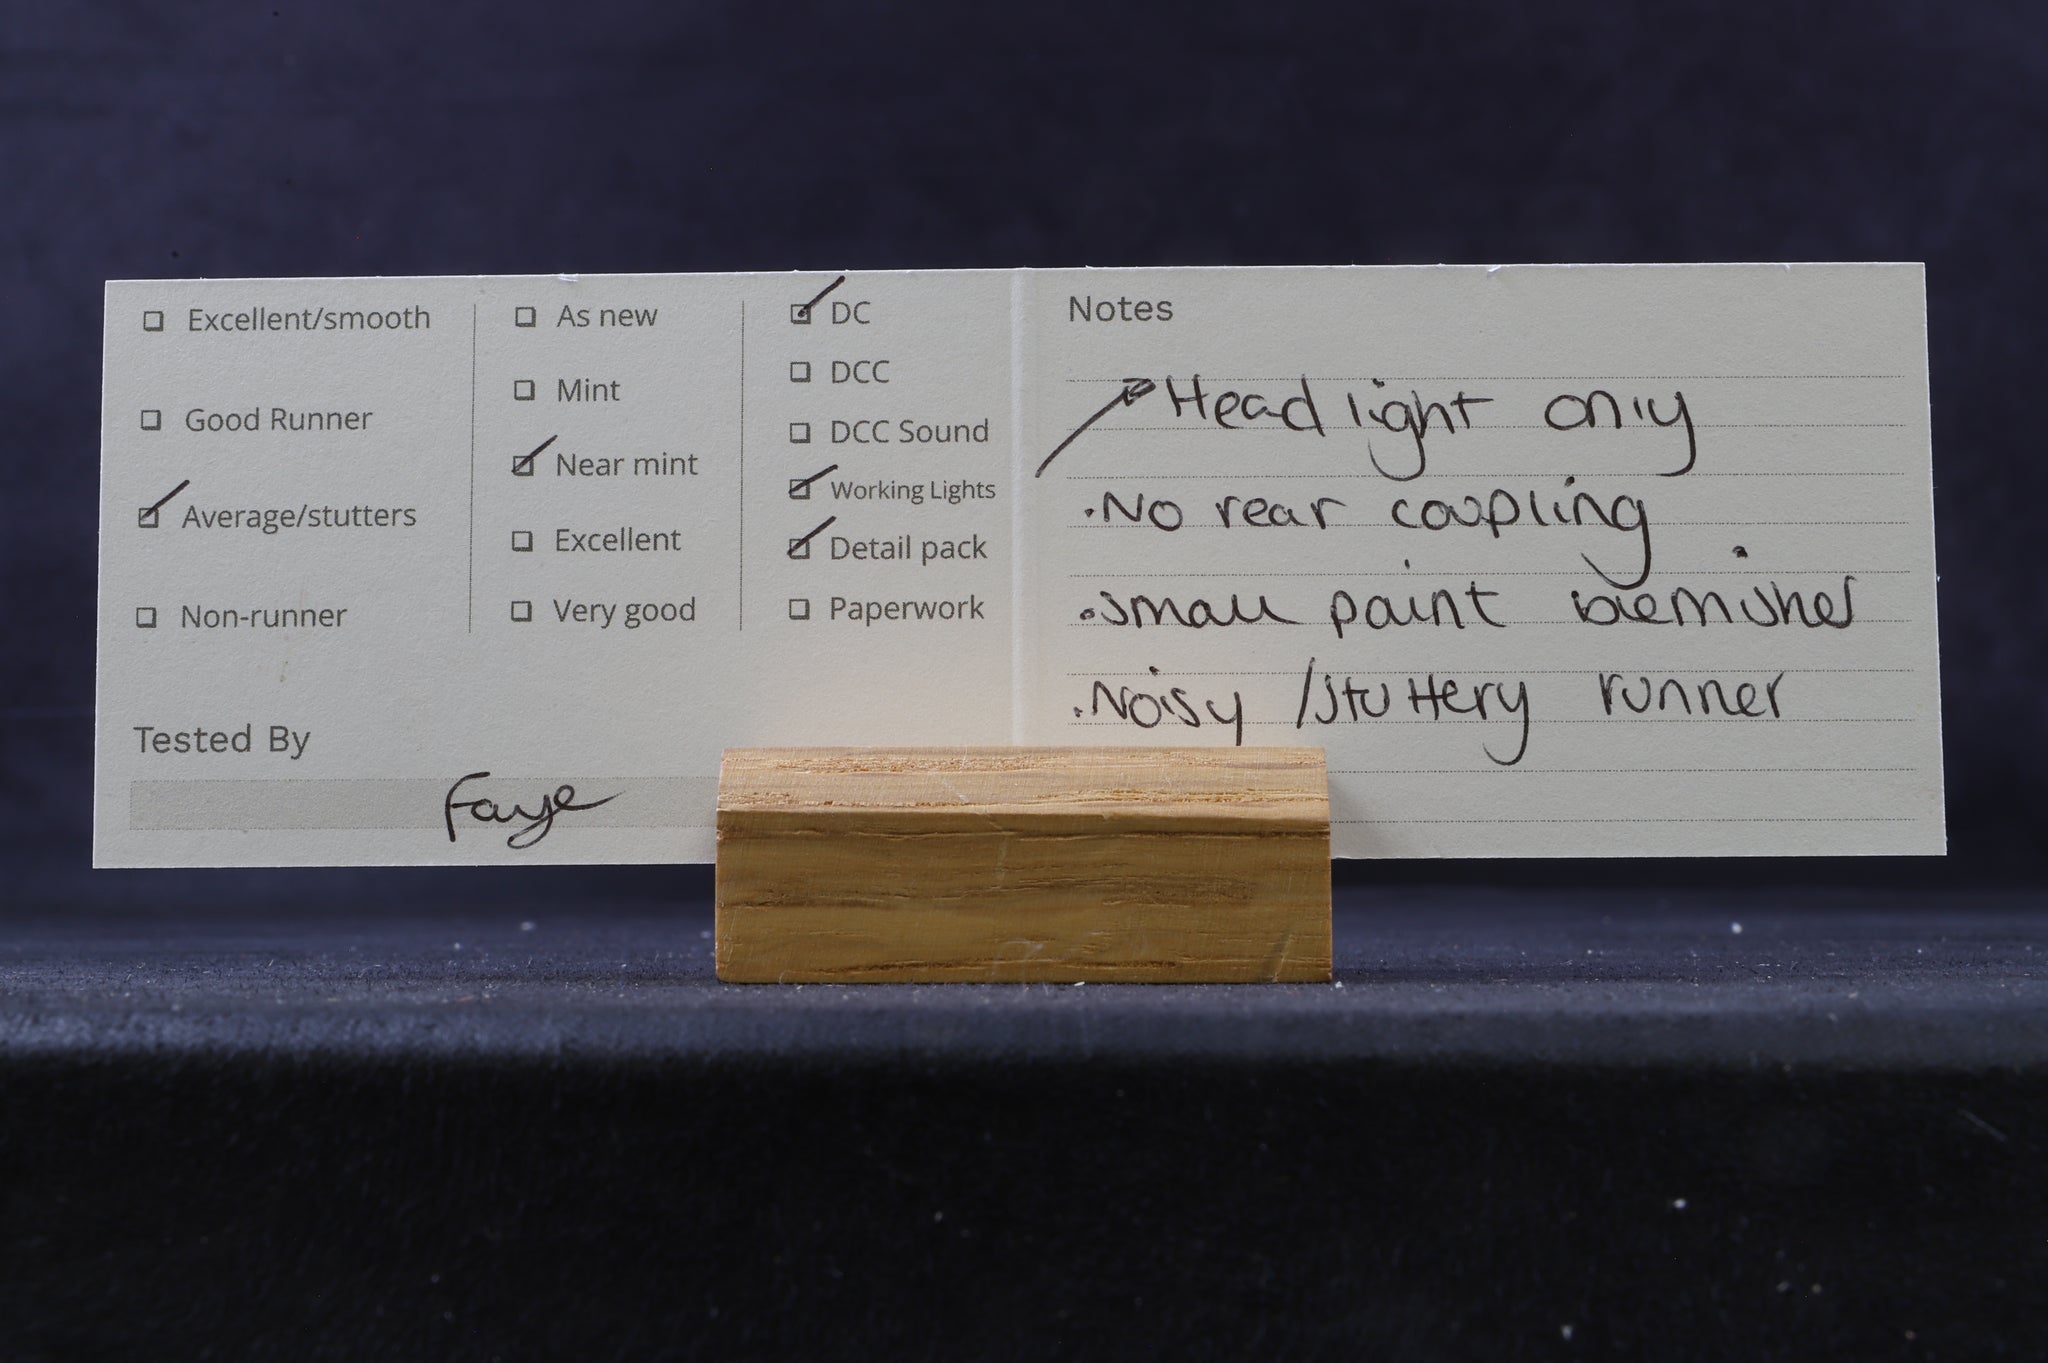 ☐ Excellent/smooth
☐ Good Runner
☑ Average/stutters
☐ Non-runner
☐ As new
☐ Mint
☑ Near mint
☐ Excellent
☐ Very good
☑ DC
☐ DCC
☐ DCC Sound
☑ Working Lights
☑ Detail pack
☐ Paperwork
Tested By
Faye
Notes
Head light only
·No rear coupling
·small paint blemishes
·Noisy /stuttery runner